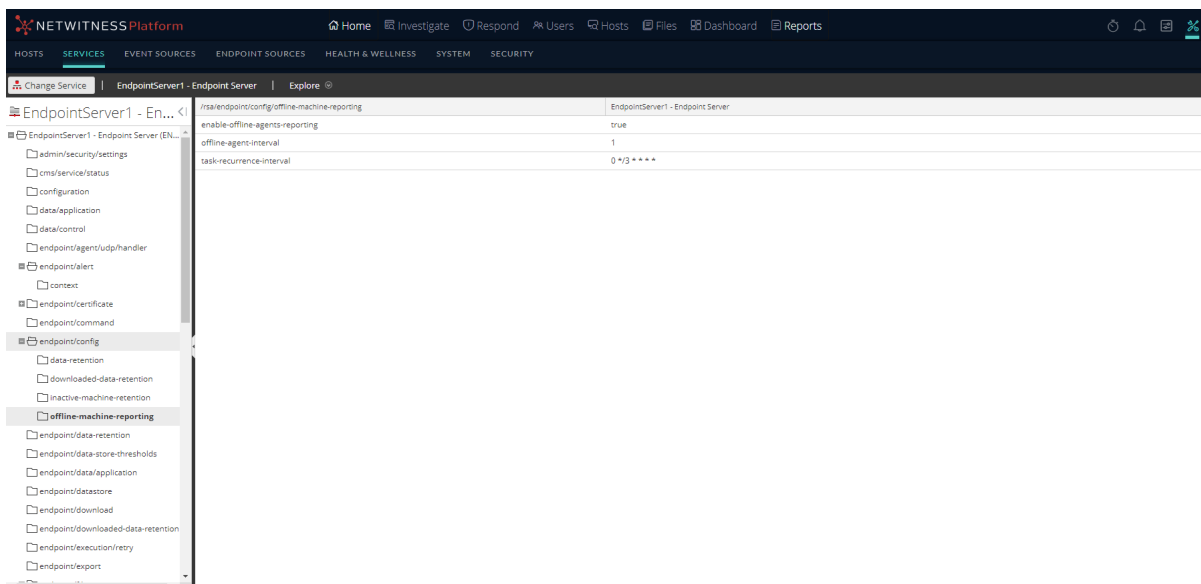 NETWITNESS Platform
Home Investigate Respond Users Hosts Files Dashboard Reports
HOSTS SERVICES EVENT SOURCES ENDPOINT SOURCES HEALTH & WELLNESS SYSTEM SECURITY
Change Service | EndpointServer1 - Endpoint Server | Explore
EndpointServer1 - En...
EndpointServer1 - Endpoint Server (EN...
admin/security/settings
cms/service/status
configuration
data/application
data/control
endpoint/agent/udp/handler
endpoint/alert
context
endpoint/certificate
endpoint/command
endpoint/config
data-retention
downloaded-data-retention
inactive-machine-retention
offline-machine-reporting
endpoint/data-retention
endpoint/data-store-thresholds
endpoint/data/application
endpoint/datastore
endpoint/download
endpoint/downloaded-data-retention
endpoint/execution/retry
endpoint/export
/rsa/endpoint/config/offline-machine-reporting EndpointServer1 - Endpoint Server
enable-offline-agents-reporting true
offline-agent-interval 1
task-recurrence-interval 0 */3 * * * *